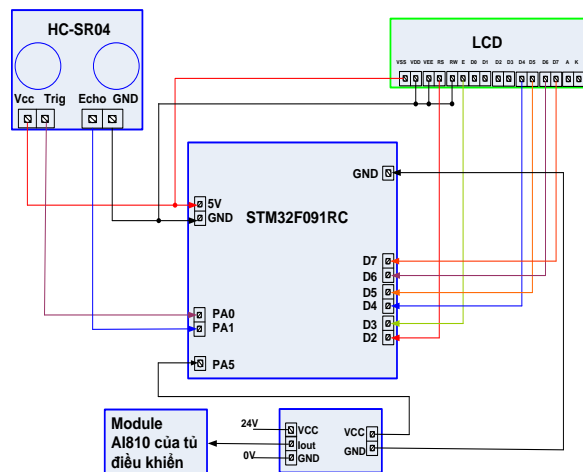 HC-SR04
Vcc Trig Echo GND
LCD
VSS VDD VEE RS RW E D0 D1 D2 D3 D4 D5 D6 D7 A K
STM32F091RC
5V
GND
GND
D7
D6
D5
D4
D3
D2
PA0
PA1
PA5
Module
AI810 của tủ
điều khiển
24V
0V
VCC
Iout
GND
VCC
GND